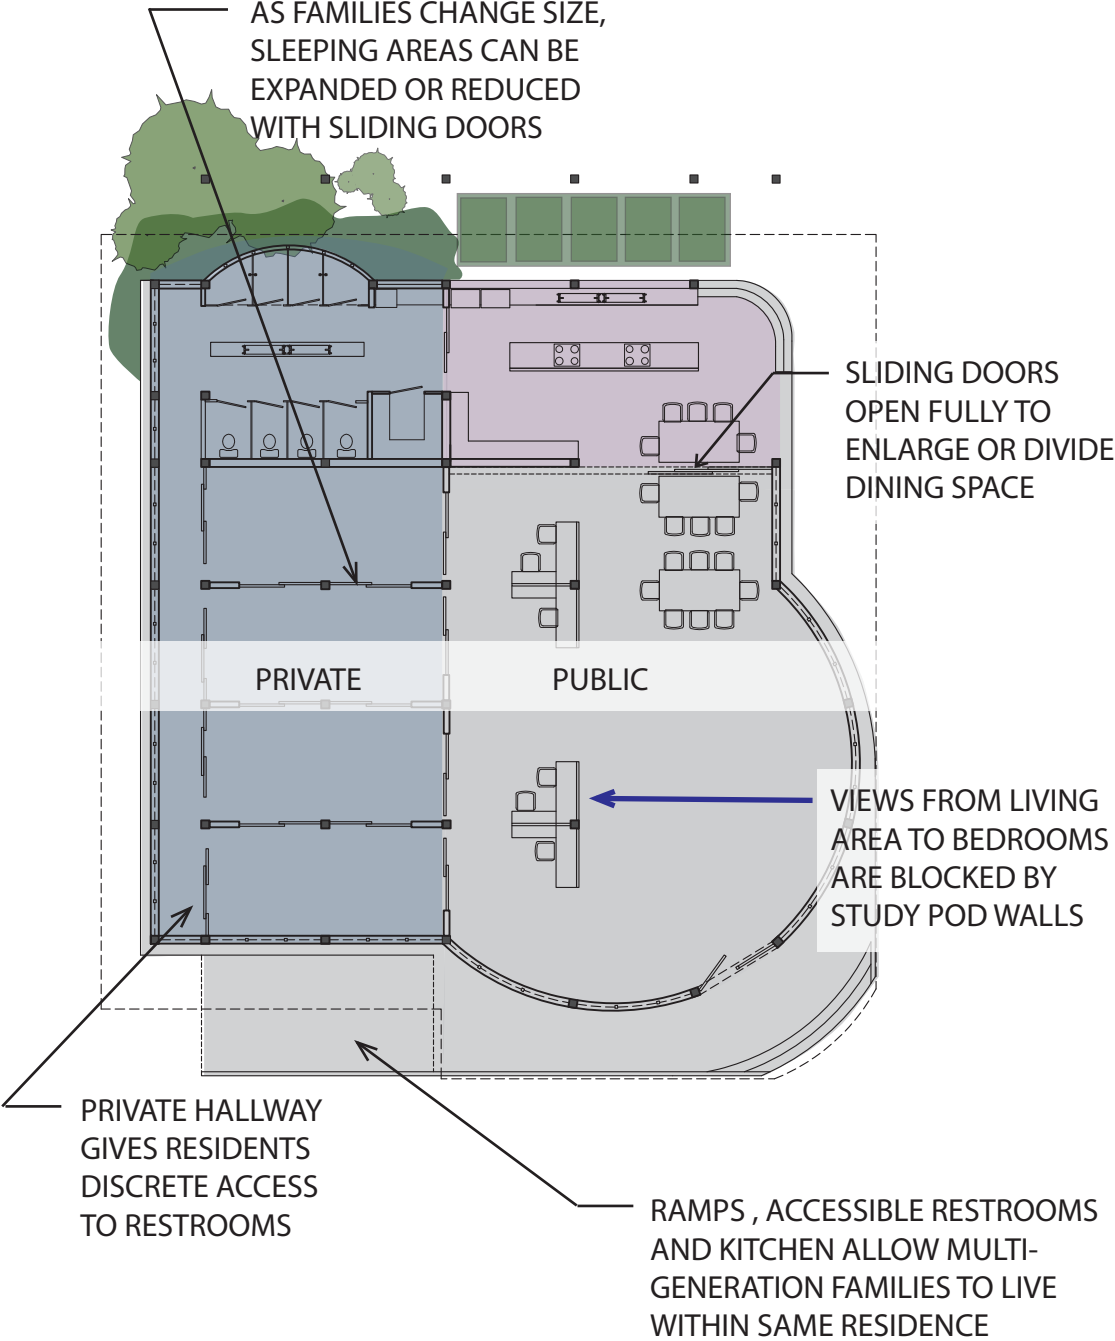 AS FAMILIES CHANGE SIZE,
SLEEPING AREAS CAN BE
EXPANDED OR REDUCED
WITH SLIDING DOORS
SLIDING DOORS
OPEN FULLY TO
ENLARGE OR DIVIDE
DINING SPACE
PRIVATE
PUBLIC
VIEWS FROM LIVING
AREA TO BEDROOMS
ARE BLOCKED BY
STUDY POD WALLS
PRIVATE HALLWAY
GIVES RESIDENTS
DISCRETE ACCESS
TO RESTROOMS
RAMPS , ACCESSIBLE RESTROOMS
AND KITCHEN ALLOW MULTI-
GENERATION FAMILIES TO LIVE
WITHIN SAME RESIDENCE